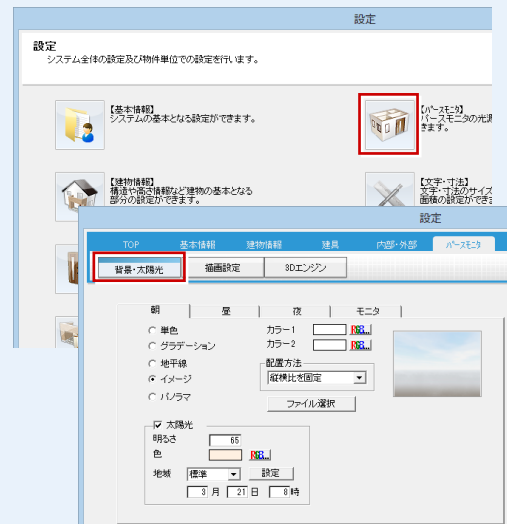 設定
設定
システム全体の設定及び物件単位での設定を行います。
【基本情報】
システムの基本となる設定ができます。
【パースモニタ】
パースモニタの光源
きます。
【建物情報】
構造や高さ情報など建物の基本となる
部分の設定ができます。
【文字・寸法】
文字・寸法のサイズ
面積の設定ができま
設定
TOP 基本情報 建物情報 建具 内部・外部 パースモニタ
背景・太陽光 描画設定 3Dエンジン
朝 昼 夜 モニタ
単色
グラデーション
地平線
イメージ
パノラマ
カラー1 RGB...
カラー2 RGB...
配置方法
縦横比を固定
ファイル選択
太陽光
明るさ 65
色 RGB...
地域 標準 設定
3 月 21 日 8 時